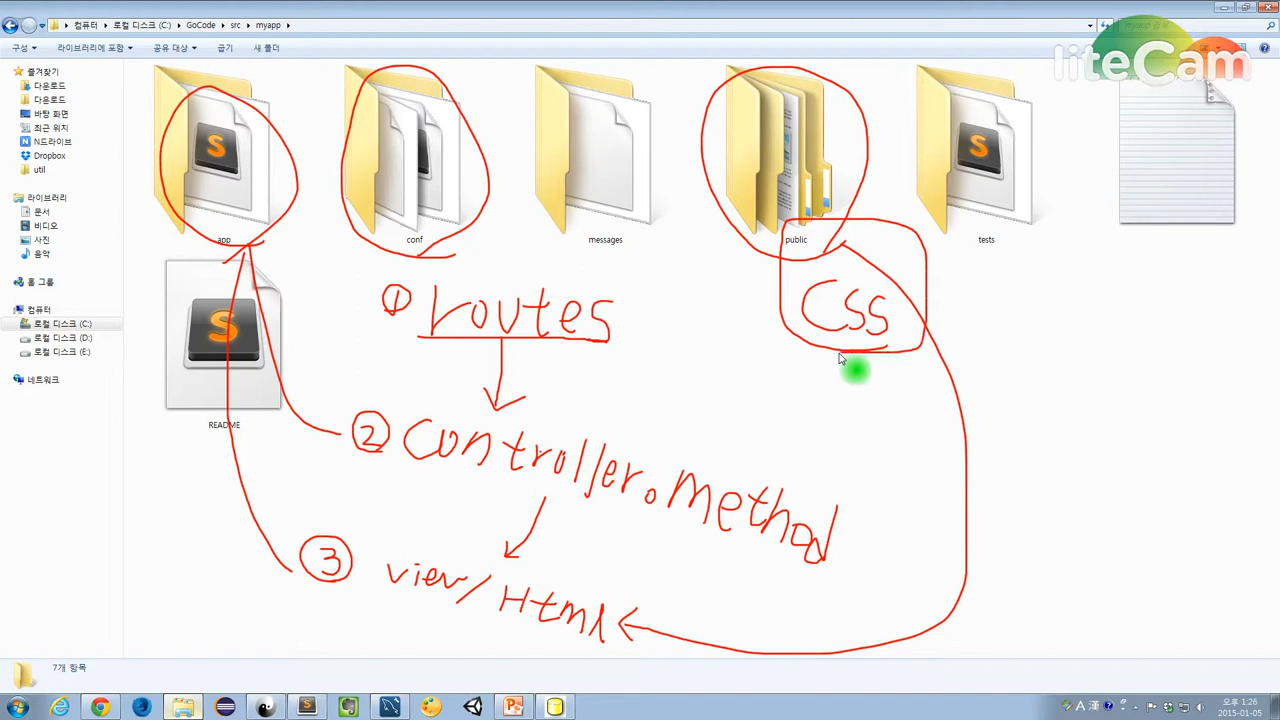 컴퓨터 ▸ 로컬 디스크 (C:) ▸ GoCode ▸ src ▸ myapp ▸
liteCam
구성 라이브러리에 포함 공유 대상 굽기 새 폴더
즐겨찾기
다운로드
다운로드
바탕 화면
최근 위치
N드라이브
Dropbox
util
라이브러리
문서
비디오
사진
음악
홈 그룹
컴퓨터
로컬 디스크 (C:)
로컬 디스크 (D:)
로컬 디스크 (E:)
네트워크
app
conf
messages
public
tests
README
① routes
CSS
② Controller.Method
③ view/Html
7개 항목
A 漢
오후 1:26
2015-01-05